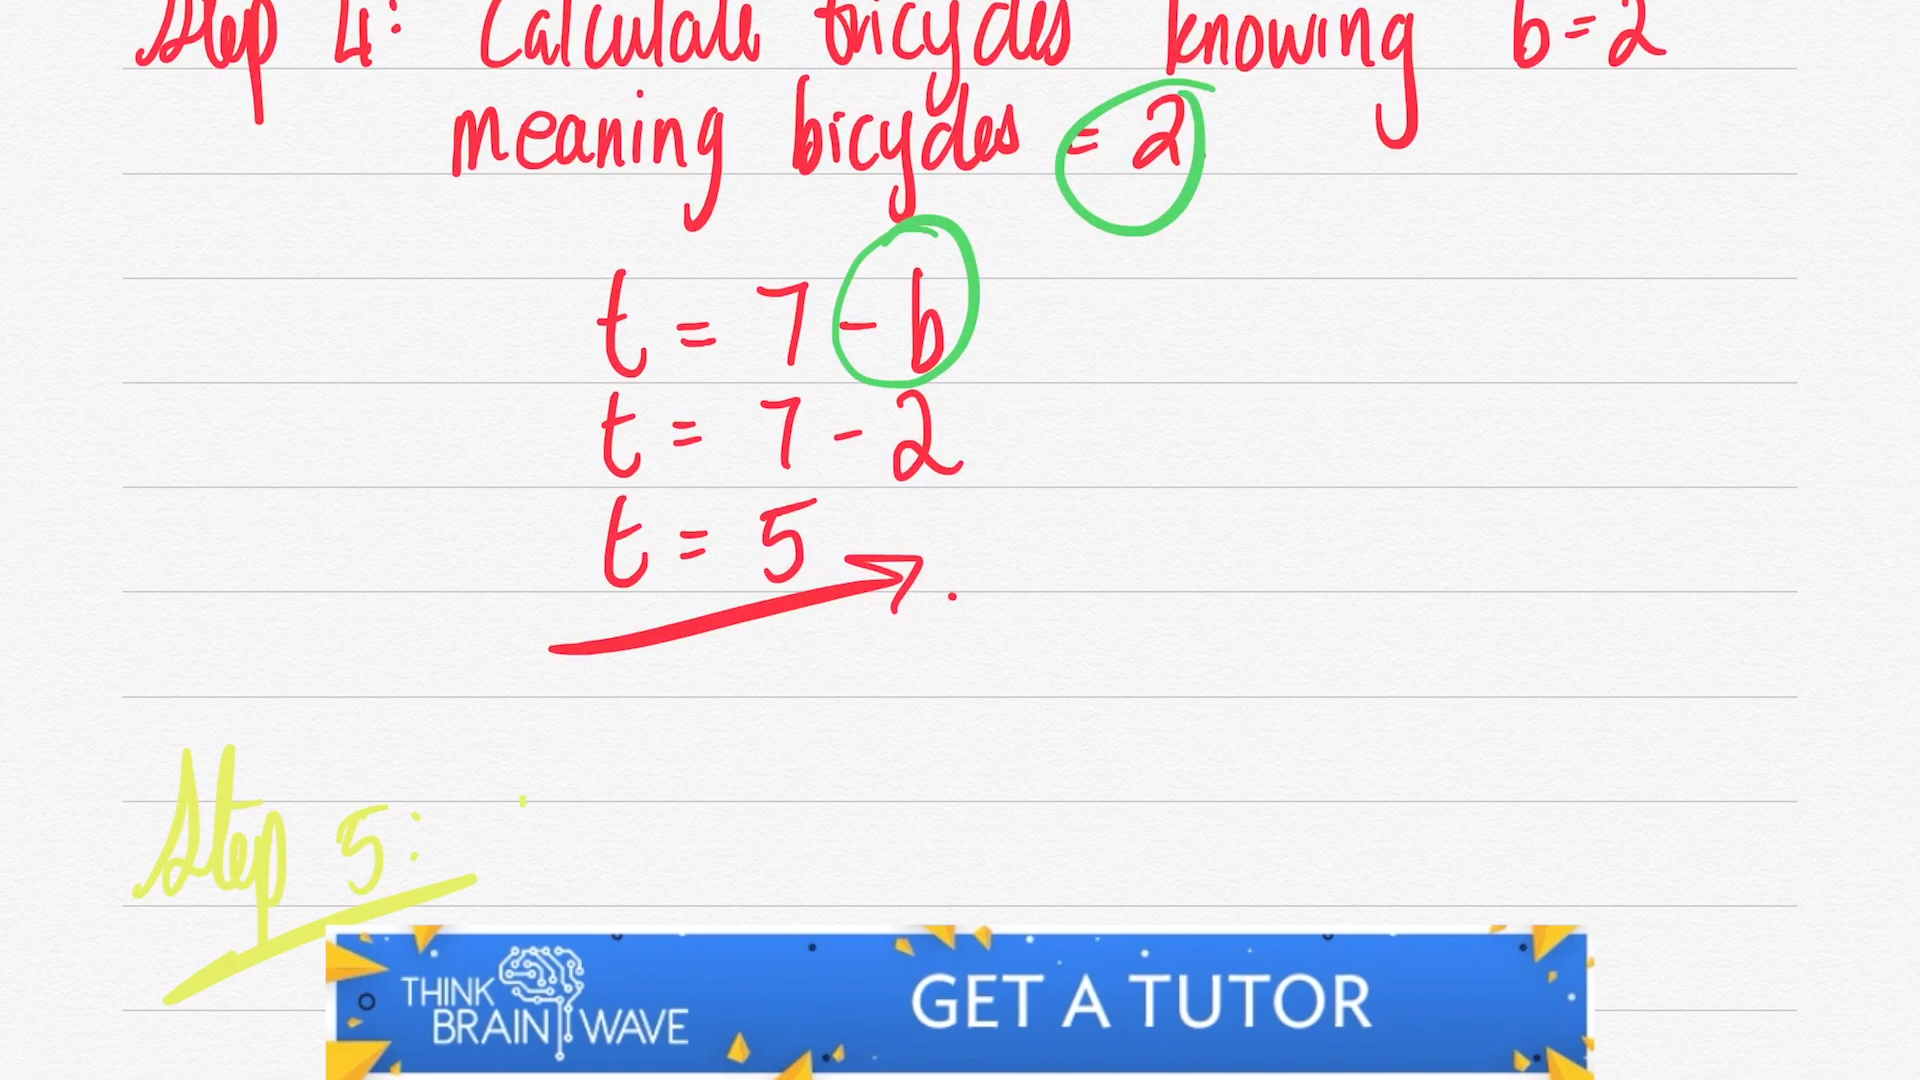 Step 4: Calculate tricycles knowing b=2
meaning bicycles = 2
t = 7 - b
t = 7 - 2
t = 5
Step 5:
THINK
BRAIN WAVE
GET A TUTOR